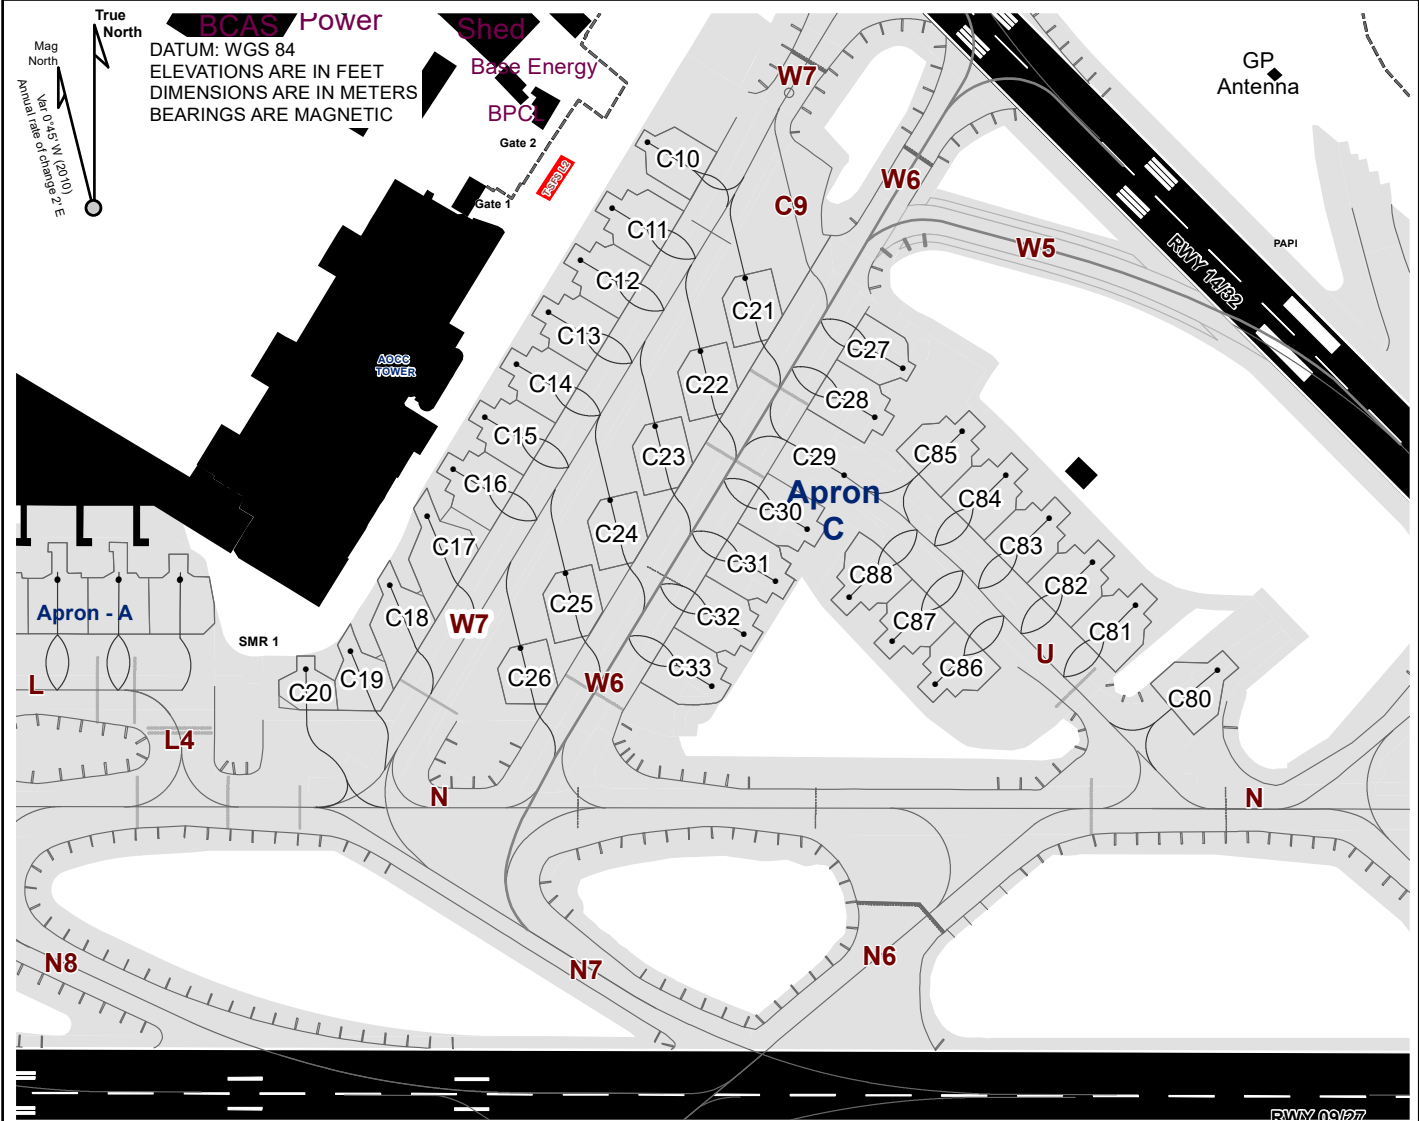 True
North
Mag
North
Var 0°45' W (2010)
Annual rate of change 2' E
BCAS
Power
Shed
DATUM: WGS 84
ELEVATIONS ARE IN FEET
DIMENSIONS ARE IN METERS
BEARINGS ARE MAGNETIC
Base Energy
BPCL
Gate 2
Gate 1
T-SFS L2
W7
GP
Antenna
C10
W6
C9
C11
W5
PAPI
RWY 14/32
C12
C21
C13
C27
AOCC
TOWER
C14
C22
C28
C15
C23
C29
C85
C16
Apron
C
C84
C30
C24
C17
C83
C31
C88
C82
C25
Apron - A
C18
W7
C32
C87
C81
SMR 1
U
C33
C86
C20
C19
C26
W6
C80
L
L4
N
N
N8
N7
N6
RWY 09/27